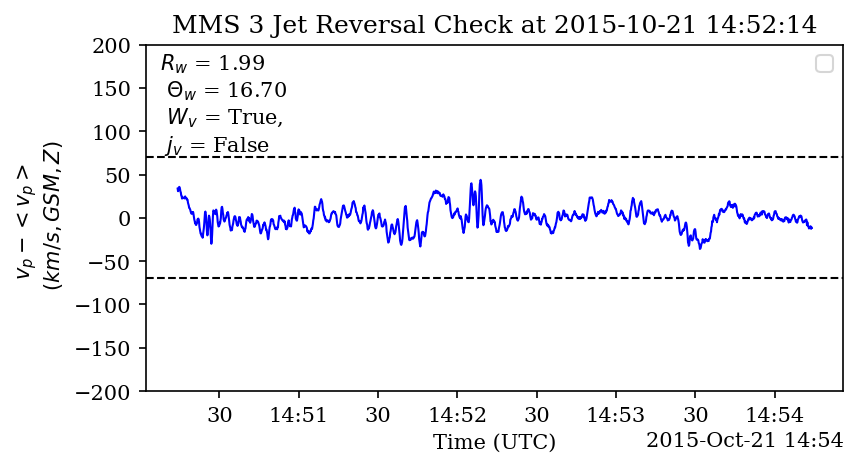 MMS 3 Jet Reversal Check at 2015-10-21 14:52:14
R_w = 1.99
Θ_w = 16.70
W_v = True,
j_v = False
v_p − < v_p >
(km/s, GSM, Z)
200
150
100
50
0
−50
−100
−150
−200
30 14:51 30 14:52 30 14:53 30 14:54
Time (UTC)
2015-Oct-21 14:54